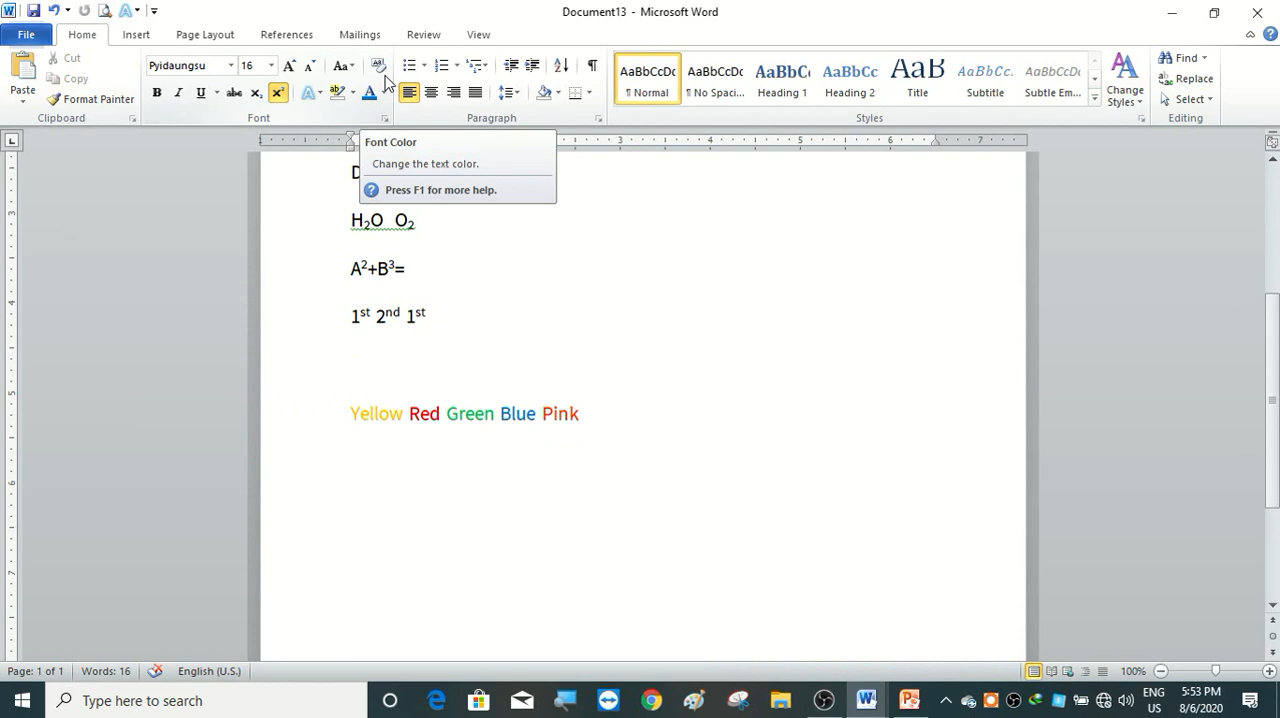 Document13 - Microsoft Word
File Home Insert Page Layout References Mailings Review View
Pyidaungsu 16 Aa
Cut
Copy
Paste
Format Painter
AaBbCcDc AaBbCcDc AaBbCc AaBbCc AaB AaBbCc. AaBbCcDc
¶ Normal ¶ No Spaci... Heading 1 Heading 2 Title Subtitle Subtle Em...
Change Styles
Find
Replace
Select
Clipboard Font Paragraph Styles Editing
Font Color
Change the text color.
Press F1 for more help.
D
H₂O O₂
A²+B³=
1ˢᵗ 2ⁿᵈ 1ˢᵗ
Yellow Red Green Blue Pink
Page: 1 of 1 Words: 16 English (U.S.) 100%
Type here to search
ENG US
5:53 PM
8/6/2020